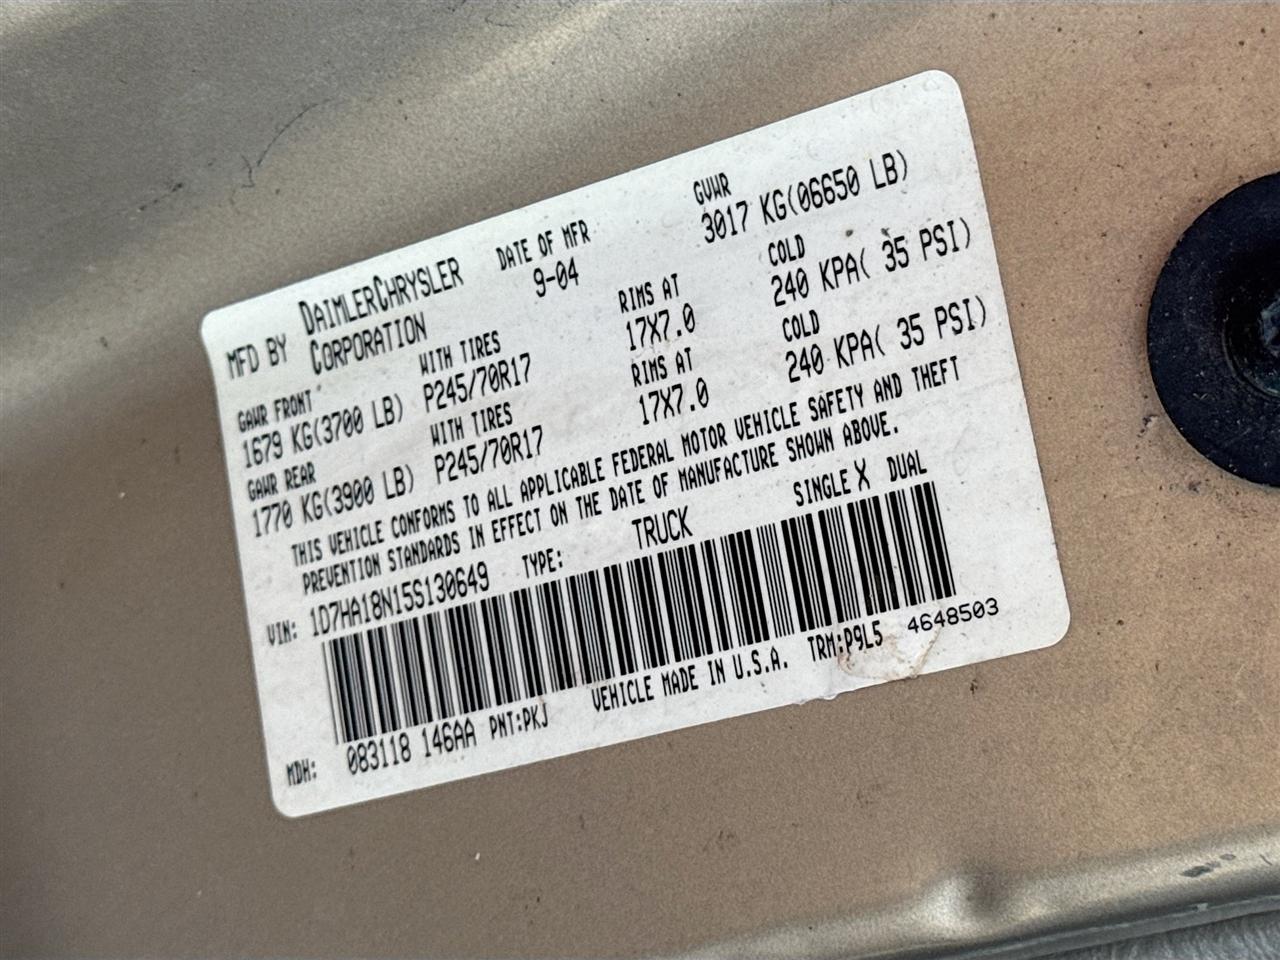 MFD BY DAIMLERCHRYSLER CORPORATION DATE OF MFR 9-04 GVWR 3017 KG(06650 LB)
GAWR FRONT WITH TIRES RIMS AT COLD
1679 KG(3700 LB) P245/70R17 17X7.0 240 KPA( 35 PSI)
GAWR REAR WITH TIRES RIMS AT COLD
1770 KG(3900 LB) P245/70R17 17X7.0 240 KPA( 35 PSI)
THIS VEHICLE CONFORMS TO ALL APPLICABLE FEDERAL MOTOR VEHICLE SAFETY AND THEFT
PREVENTION STANDARDS IN EFFECT ON THE DATE OF MANUFACTURE SHOWN ABOVE.
VIN: 1D7HA18N15S130649 TYPE: TRUCK SINGLE X DUAL
MDH: 083118 146AA PNT:PKJ VEHICLE MADE IN U.S.A. TRM:P9L5 4648503